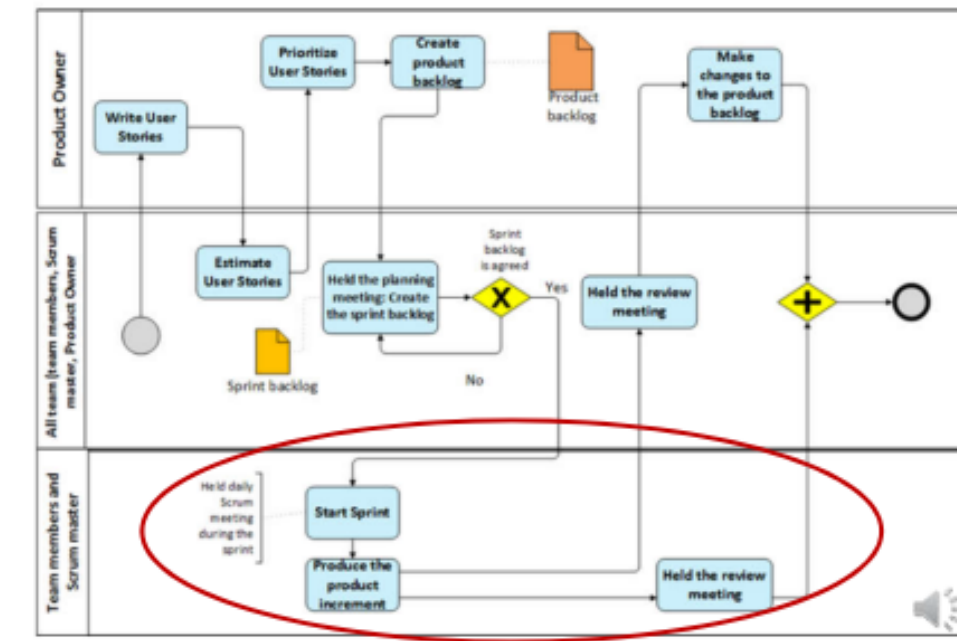 Product Owner
Write User
Stories
Prioritize
User Stories
Create
product
backlog
Product
backlog
Make
changes to
the product
backlog
All team (team members, Scrum
master, Product Owner
Estimate
User Stories
Held the planning
meeting: Create
the sprint backlog
Sprint backlog
Sprint
backlog
is agreed
X
Yes
No
Held the review
meeting
Team members and
Scrum master
Held daily
Scrum
meeting
during the
sprint
Start Sprint
Produce the
product
increment
Held the review
meeting